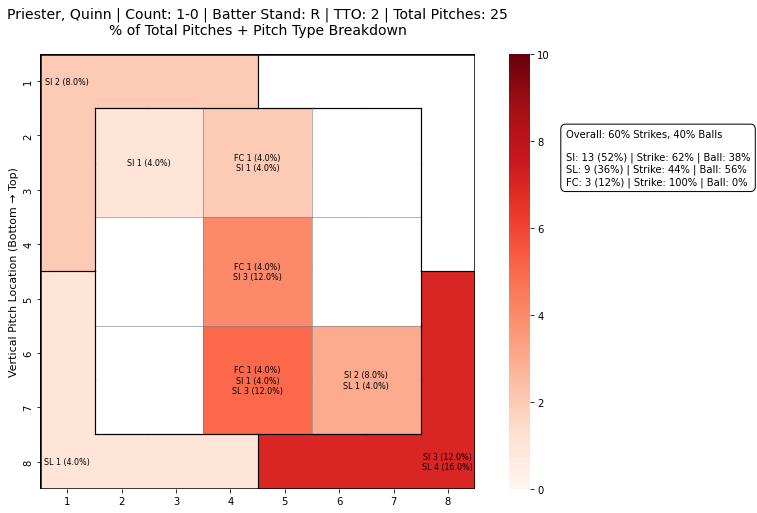 Priester, Quinn | Count: 1-0 | Batter Stand: R | TTO: 2 | Total Pitches: 25
% of Total Pitches + Pitch Type Breakdown
Vertical Pitch Location (Bottom → Top)
1
2
3
4
5
6
7
8
SI 2 (8.0%)
SI 1 (4.0%)
FC 1 (4.0%)
SI 1 (4.0%)
FC 1 (4.0%)
SI 3 (12.0%)
FC 1 (4.0%)
SI 1 (4.0%)
SL 3 (12.0%)
SI 2 (8.0%)
SL 1 (4.0%)
SL 1 (4.0%)
SI 3 (12.0%)
SL 4 (16.0%)
1 2 3 4 5 6 7 8
10
8
6
4
2
0
Overall: 60% Strikes, 40% Balls
SI: 13 (52%) | Strike: 62% | Ball: 38%
SL: 9 (36%) | Strike: 44% | Ball: 56%
FC: 3 (12%) | Strike: 100% | Ball: 0%